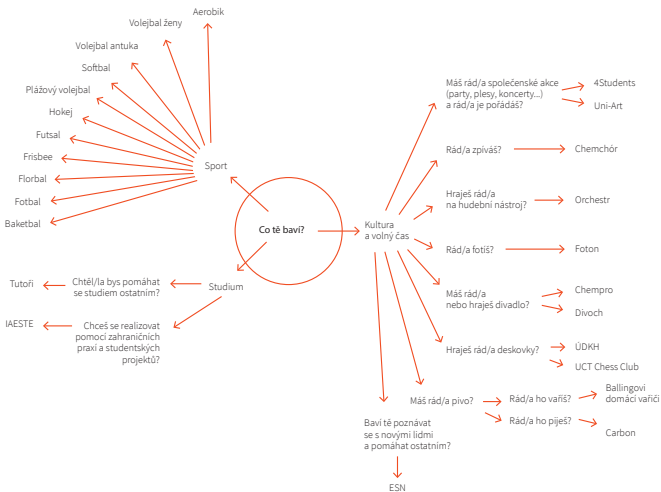 Aerobik
Volejbal ženy
Volejbal antuka
Softbal
Plážový volejbal
Hokej
Futsal
Frisbee
Florbal
Fotbal
Baketbal
Sport
Co tě baví?
Studium
Chtěl/la bys pomáhat
se studiem ostatním?
Tutoři
Chceš se realizovat
pomocí zahraničních
praxí a studentských
projektů?
IAESTE
Kultura
a volný čas
Máš rád/a společenské akce
(party, plesy, koncerty...)
a rád/a je pořádáš?
4Students
Uni-Art
Rád/a zpíváš?
Chemchór
Hraješ rád/a
na hudební nástroj?
Orchestr
Rád/a fotíš?
Foton
Máš rád/a
nebo hraješ divadlo?
Chempro
Divoch
Hraješ rád/a deskovky?
ÚDKH
UCT Chess Club
Máš rád/a pivo?
Rád/a ho vaříš?
Ballingovi
domácí vařiči
Rád/a ho piješ?
Carbon
Baví tě poznávat
se s novými lidmi
a pomáhat ostatním?
ESN